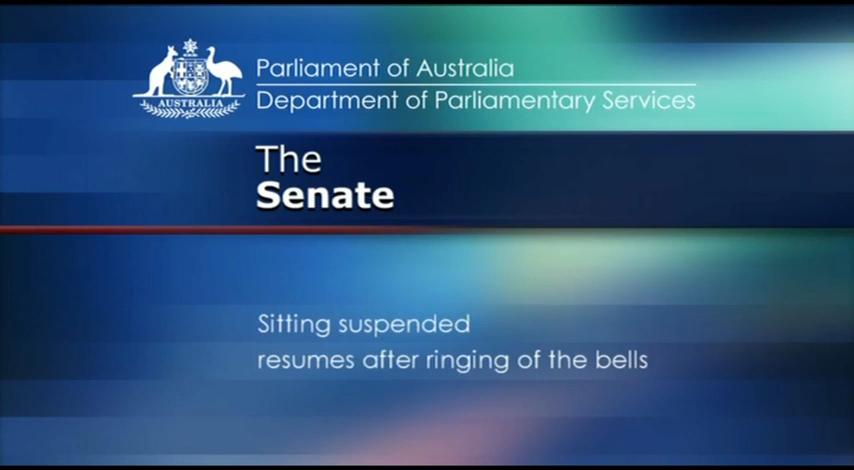 AUSTRALIA
Parliament of Australia
Department of Parliamentary Services
The
Senate
Sitting suspended
resumes after ringing of the bells